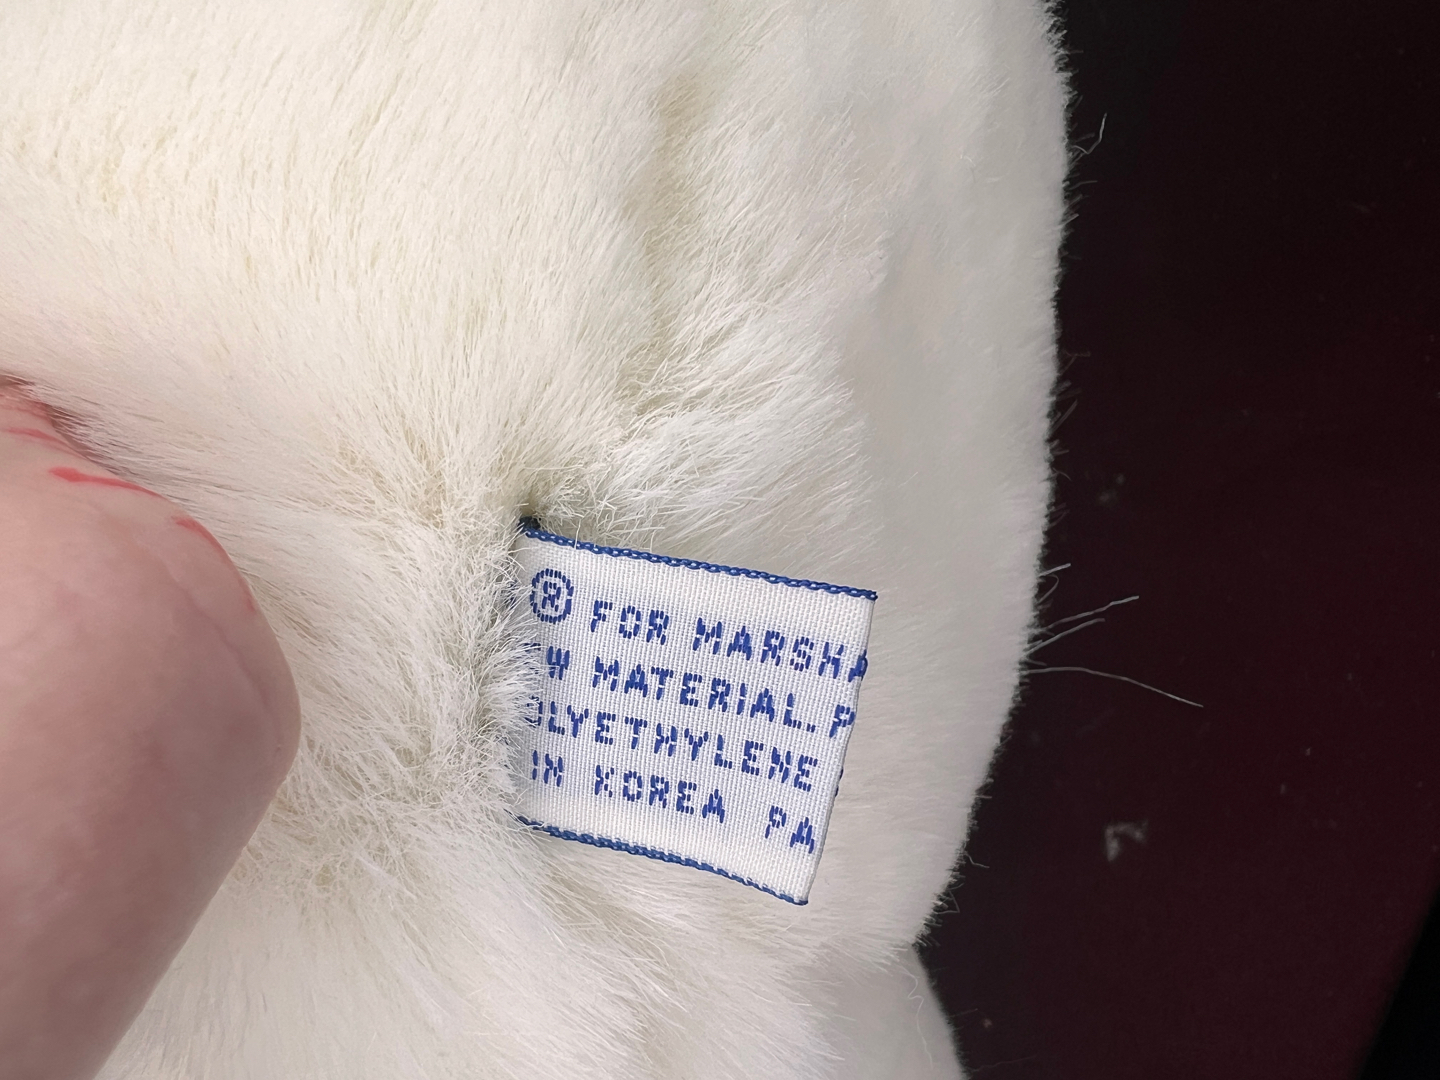 ® FOR MARSHA
W MATERIAL. P
OLYETHYLENE
IN KOREA PA